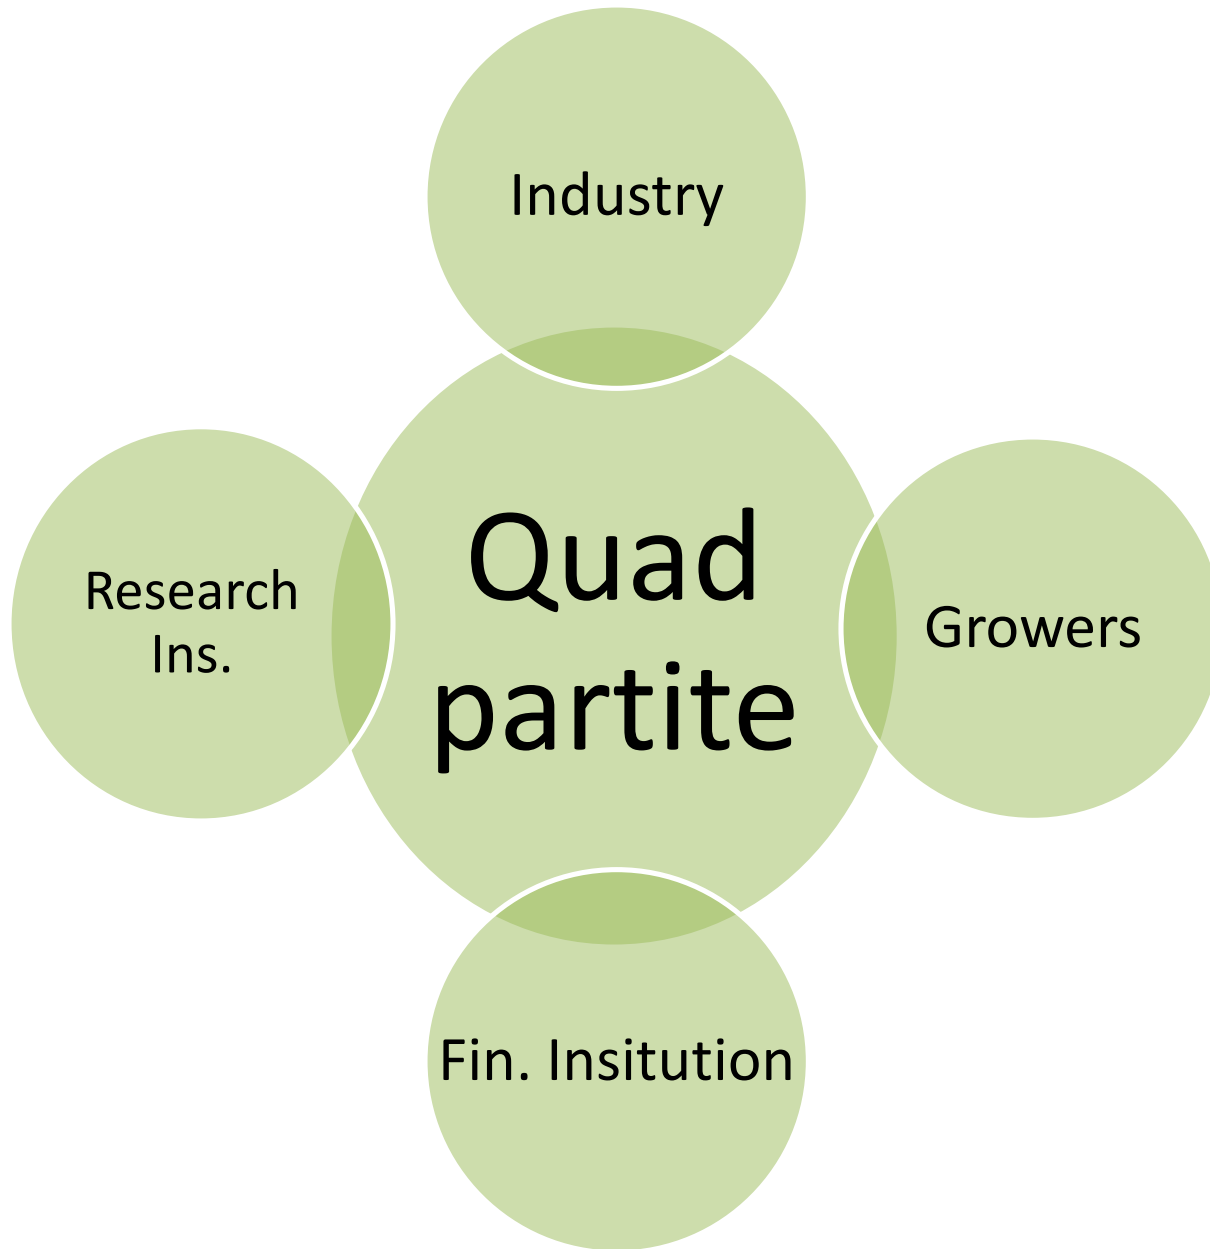 Industry
Quad
partite
Research
Ins.
Growers
Fin. Insitution